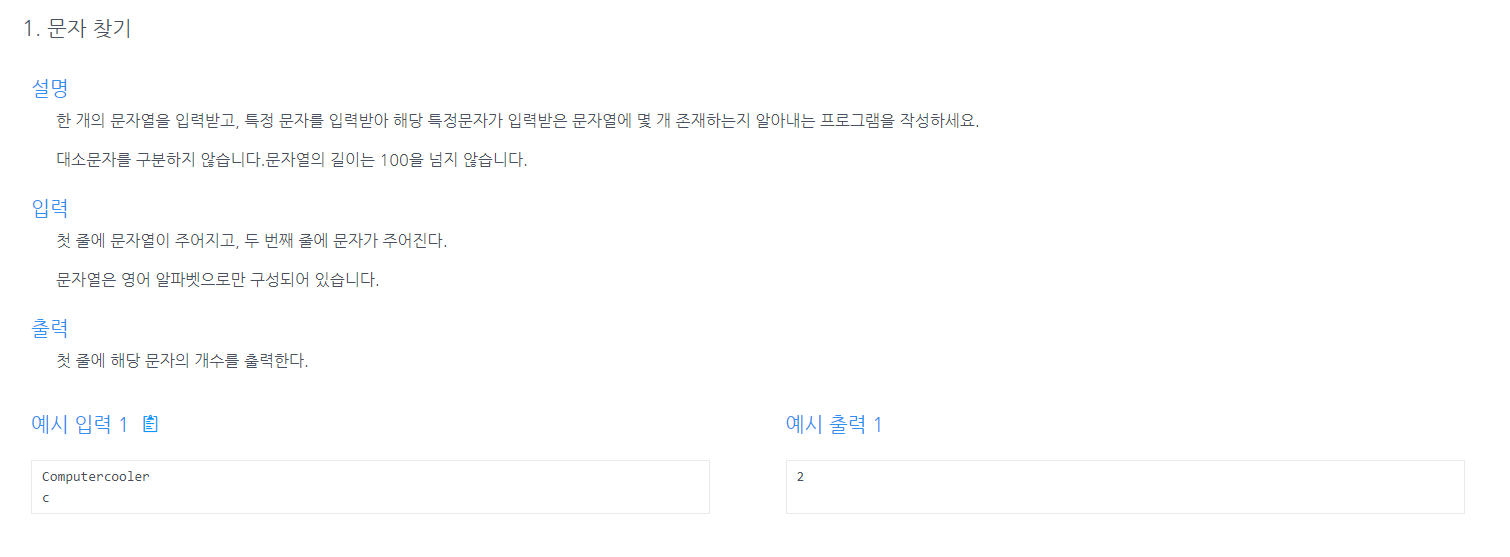 1. 문자 찾기
설명
한 개의 문자열을 입력받고, 특정 문자를 입력받아 해당 특정문자가 입력받은 문자열에 몇 개 존재하는지 알아내는 프로그램을 작성하세요.
대소문자를 구분하지 않습니다.문자열의 길이는 100을 넘지 않습니다.
입력
첫 줄에 문자열이 주어지고, 두 번째 줄에 문자가 주어진다.
문자열은 영어 알파벳으로만 구성되어 있습니다.
출력
첫 줄에 해당 문자의 개수를 출력한다.
예시 입력 1
Computercooler
c
예시 출력 1
2